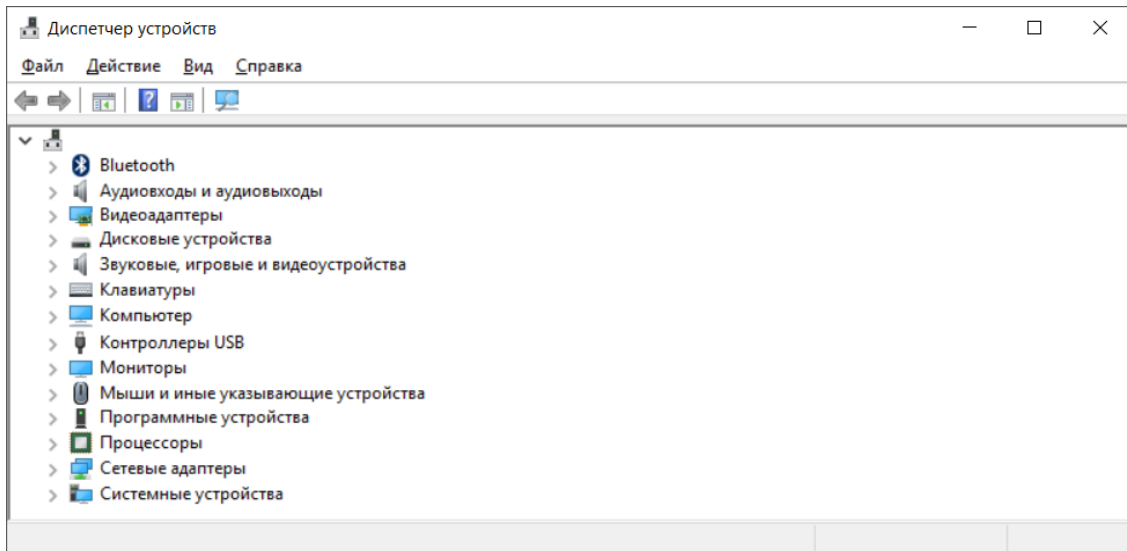 Диспетчер устройств
Файл Действие Вид Справка
Bluetooth
Аудиовходы и аудиовыходы
Видеоадаптеры
Дисковые устройства
Звуковые, игровые и видеоустройства
Клавиатуры
Компьютер
Контроллеры USB
Мониторы
Мыши и иные указывающие устройства
Программные устройства
Процессоры
Сетевые адаптеры
Системные устройства